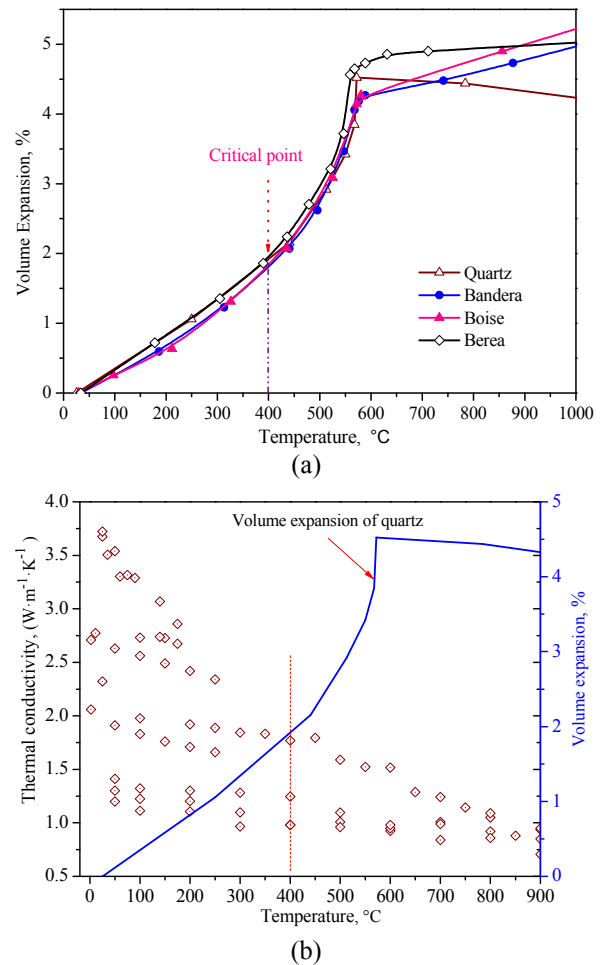 Volume Expansion, %
5
4
3
2
1
0
Critical point
Quartz
Bandera
Boise
Berea
0 100 200 300 400 500 600 700 800 900 1000
Temperature, °C
(a)
Thermal conductivity, (W·m⁻¹·K⁻¹)
4.0
3.5
3.0
2.5
2.0
1.5
1.0
0.5
Volume expansion of quartz
5
4
3
2
1
0
Volume expansion, %
0 100 200 300 400 500 600 700 800 900
Temperature, °C
(b)